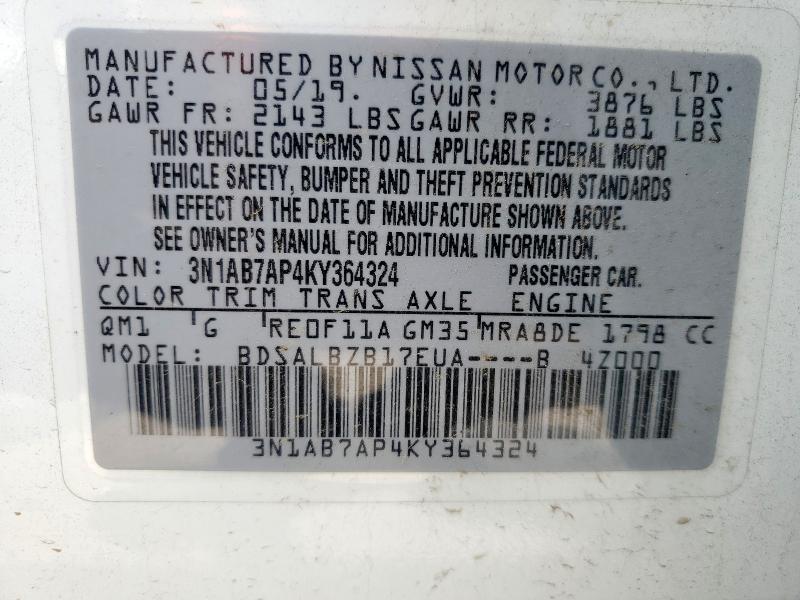 MANUFACTURED BY NISSAN MOTOR CO., LTD.
DATE: 05/19. GVWR: 3876 LBS
GAWR FR: 2143 LBS GAWR RR: 1881 LBS
THIS VEHICLE CONFORMS TO ALL APPLICABLE FEDERAL MOTOR
VEHICLE SAFETY, BUMPER AND THEFT PREVENTION STANDARDS
IN EFFECT ON THE DATE OF MANUFACTURE SHOWN ABOVE.
SEE OWNER'S MANUAL FOR ADDITIONAL INFORMATION.
VIN: 3N1AB7AP4KY364324 PASSENGER CAR.
COLOR TRIM TRANS AXLE ENGINE
QM1 G RE0F11A GM35 MRA8DE 1798 CC
MODEL: BDSALBZB17EUA----B 4Z000
3N1AB7AP4KY364324